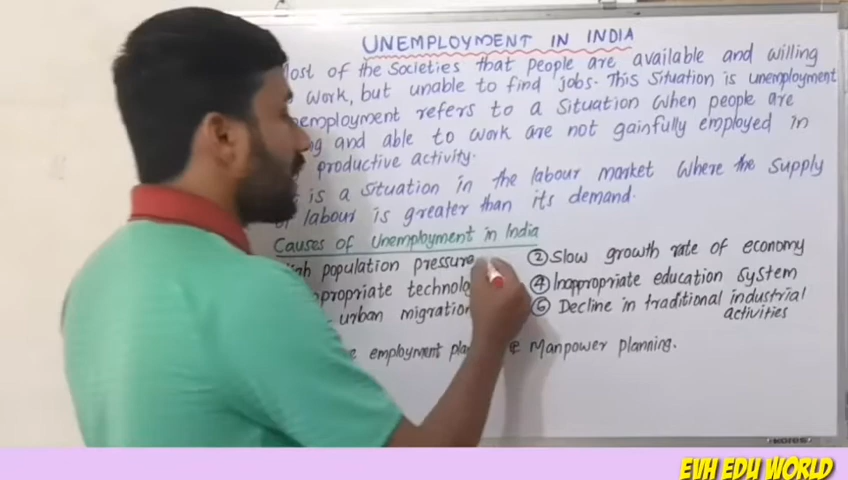 UNEMPLOYMENT IN INDIA
Most of the Societies that people are available and willing
work, but unable to find jobs. This Situation is unemployment
refers to a Situation when people are
and able to work are not gainfully employed in
productive activity.
is a Situation in the labour market where the Supply
labour is greater than its demand.
Causes of Unemployment in India
population pressure ② Slow growth rate of economy
④ Inappropriate education system
urban migration ⑥ Decline in traditional industrial
activities
employment Manpower planning.
EVH EDU WORLD